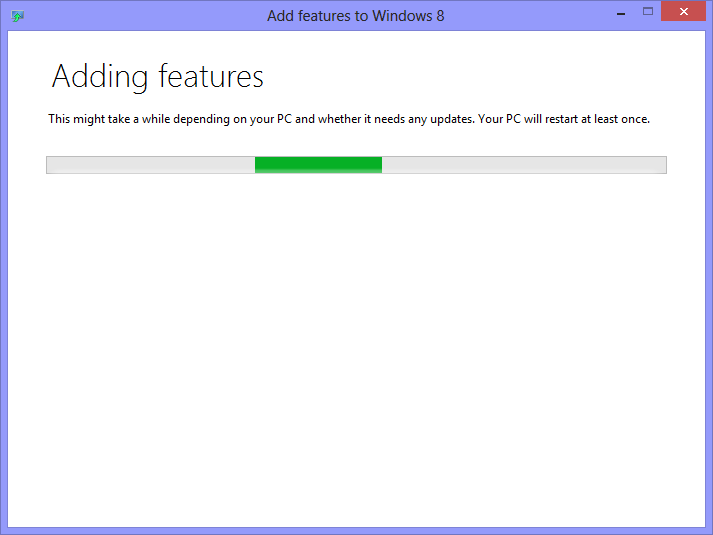 Add features to Windows 8
Adding features
This might take a while depending on your PC and whether it needs any updates. Your PC will restart at least once.